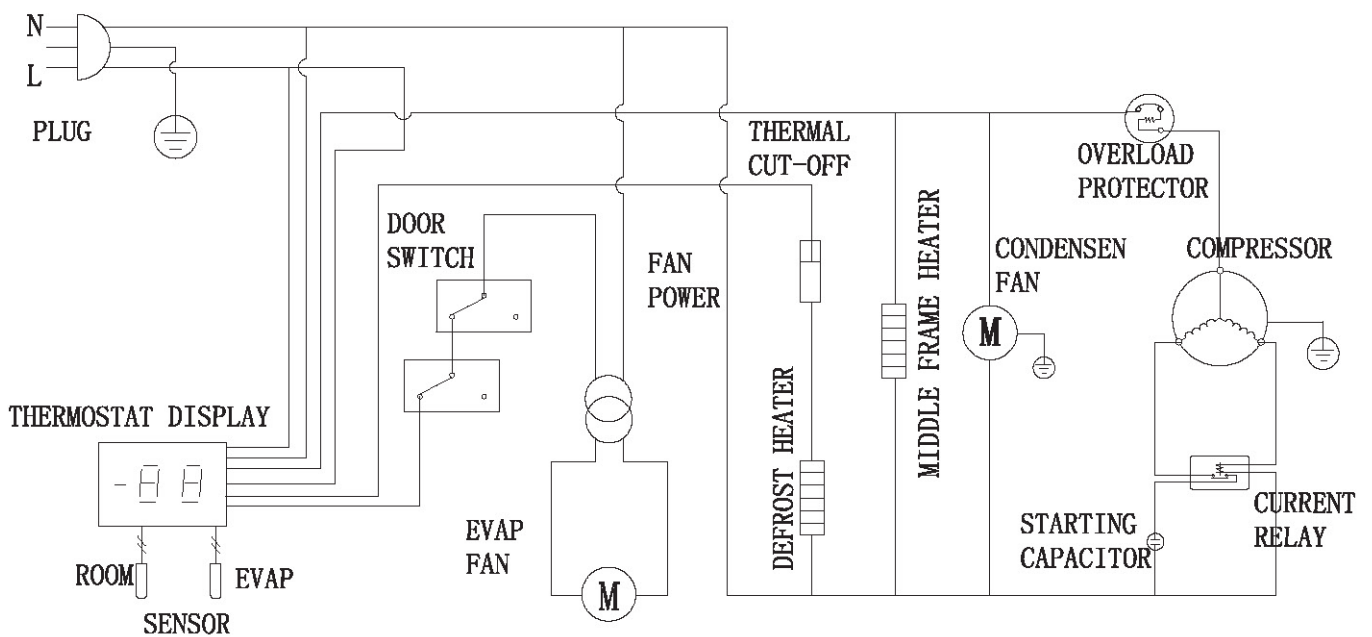 N
L
PLUG
THERMAL
CUT-OFF
OVERLOAD
PROTECTOR
DOOR
SWITCH
FAN
POWER
MIDDLE FRAME HEATER
CONDENSEN
FAN
COMPRESSOR
M
THERMOSTAT DISPLAY
-88
DEFROST HEATER
EVAP
FAN
M
STARTING
CAPACITOR
CURRENT
RELAY
ROOM
EVAP
SENSOR